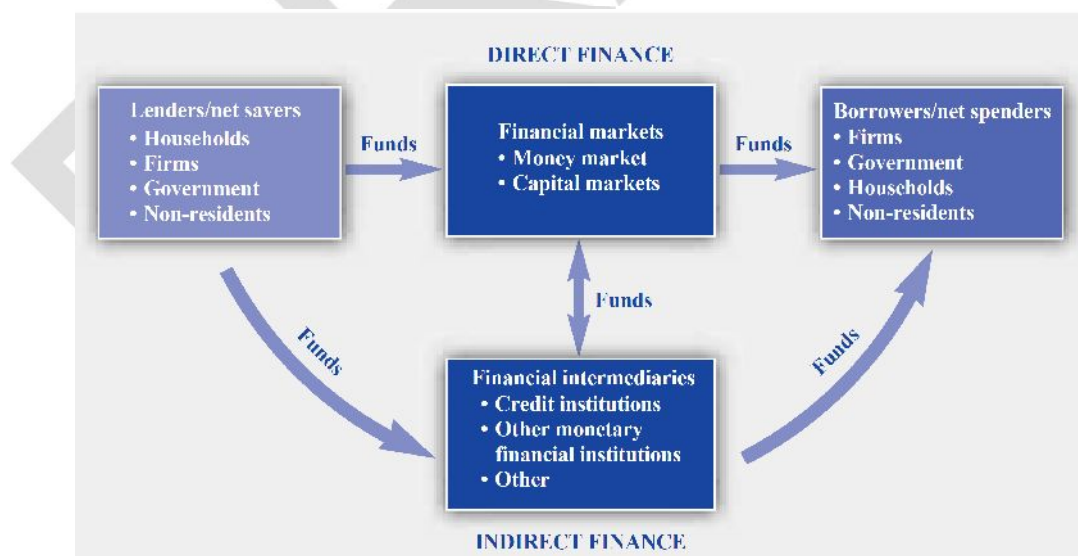 DIRECT FINANCE
Lenders/net savers
• Households
• Firms
• Government
• Non-residents
Funds
Financial markets
• Money market
• Capital markets
Funds
Borrowers/net spenders
• Firms
• Government
• Households
• Non-residents
Funds
Funds
Funds
Financial intermediaries
• Credit institutions
• Other monetary
financial institutions
• Other
INDIRECT FINANCE